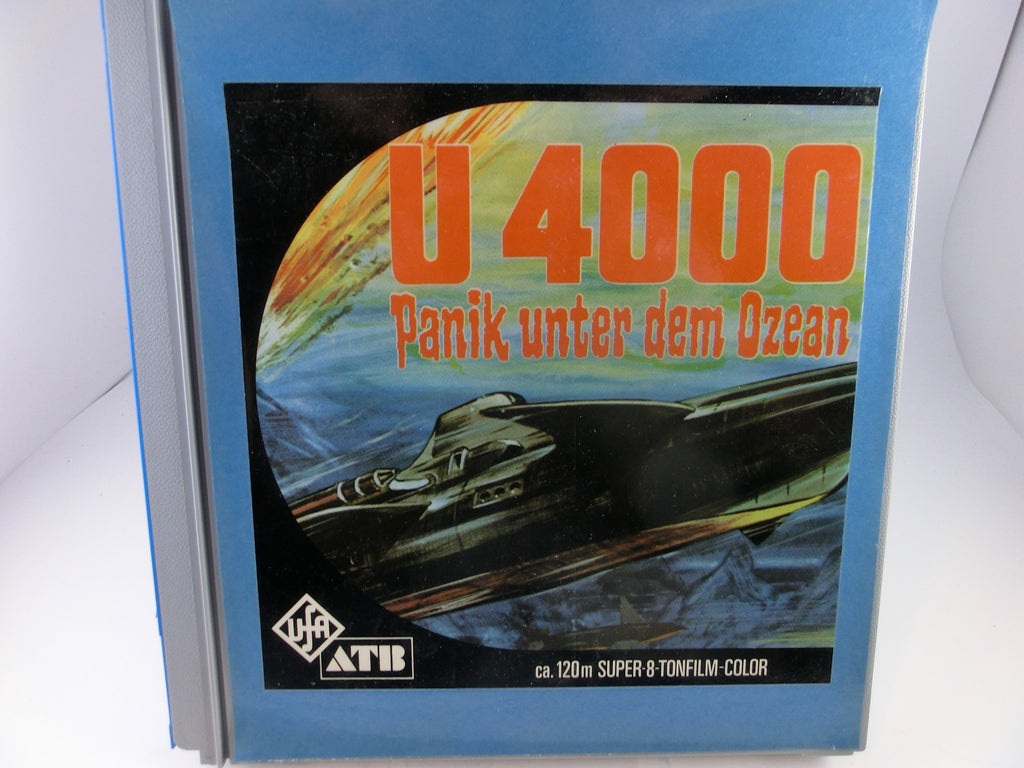 U 4000
Panik unter dem Ozean
UFA
ATB
ca. 120m SUPER-8-TONFILM-COLOR